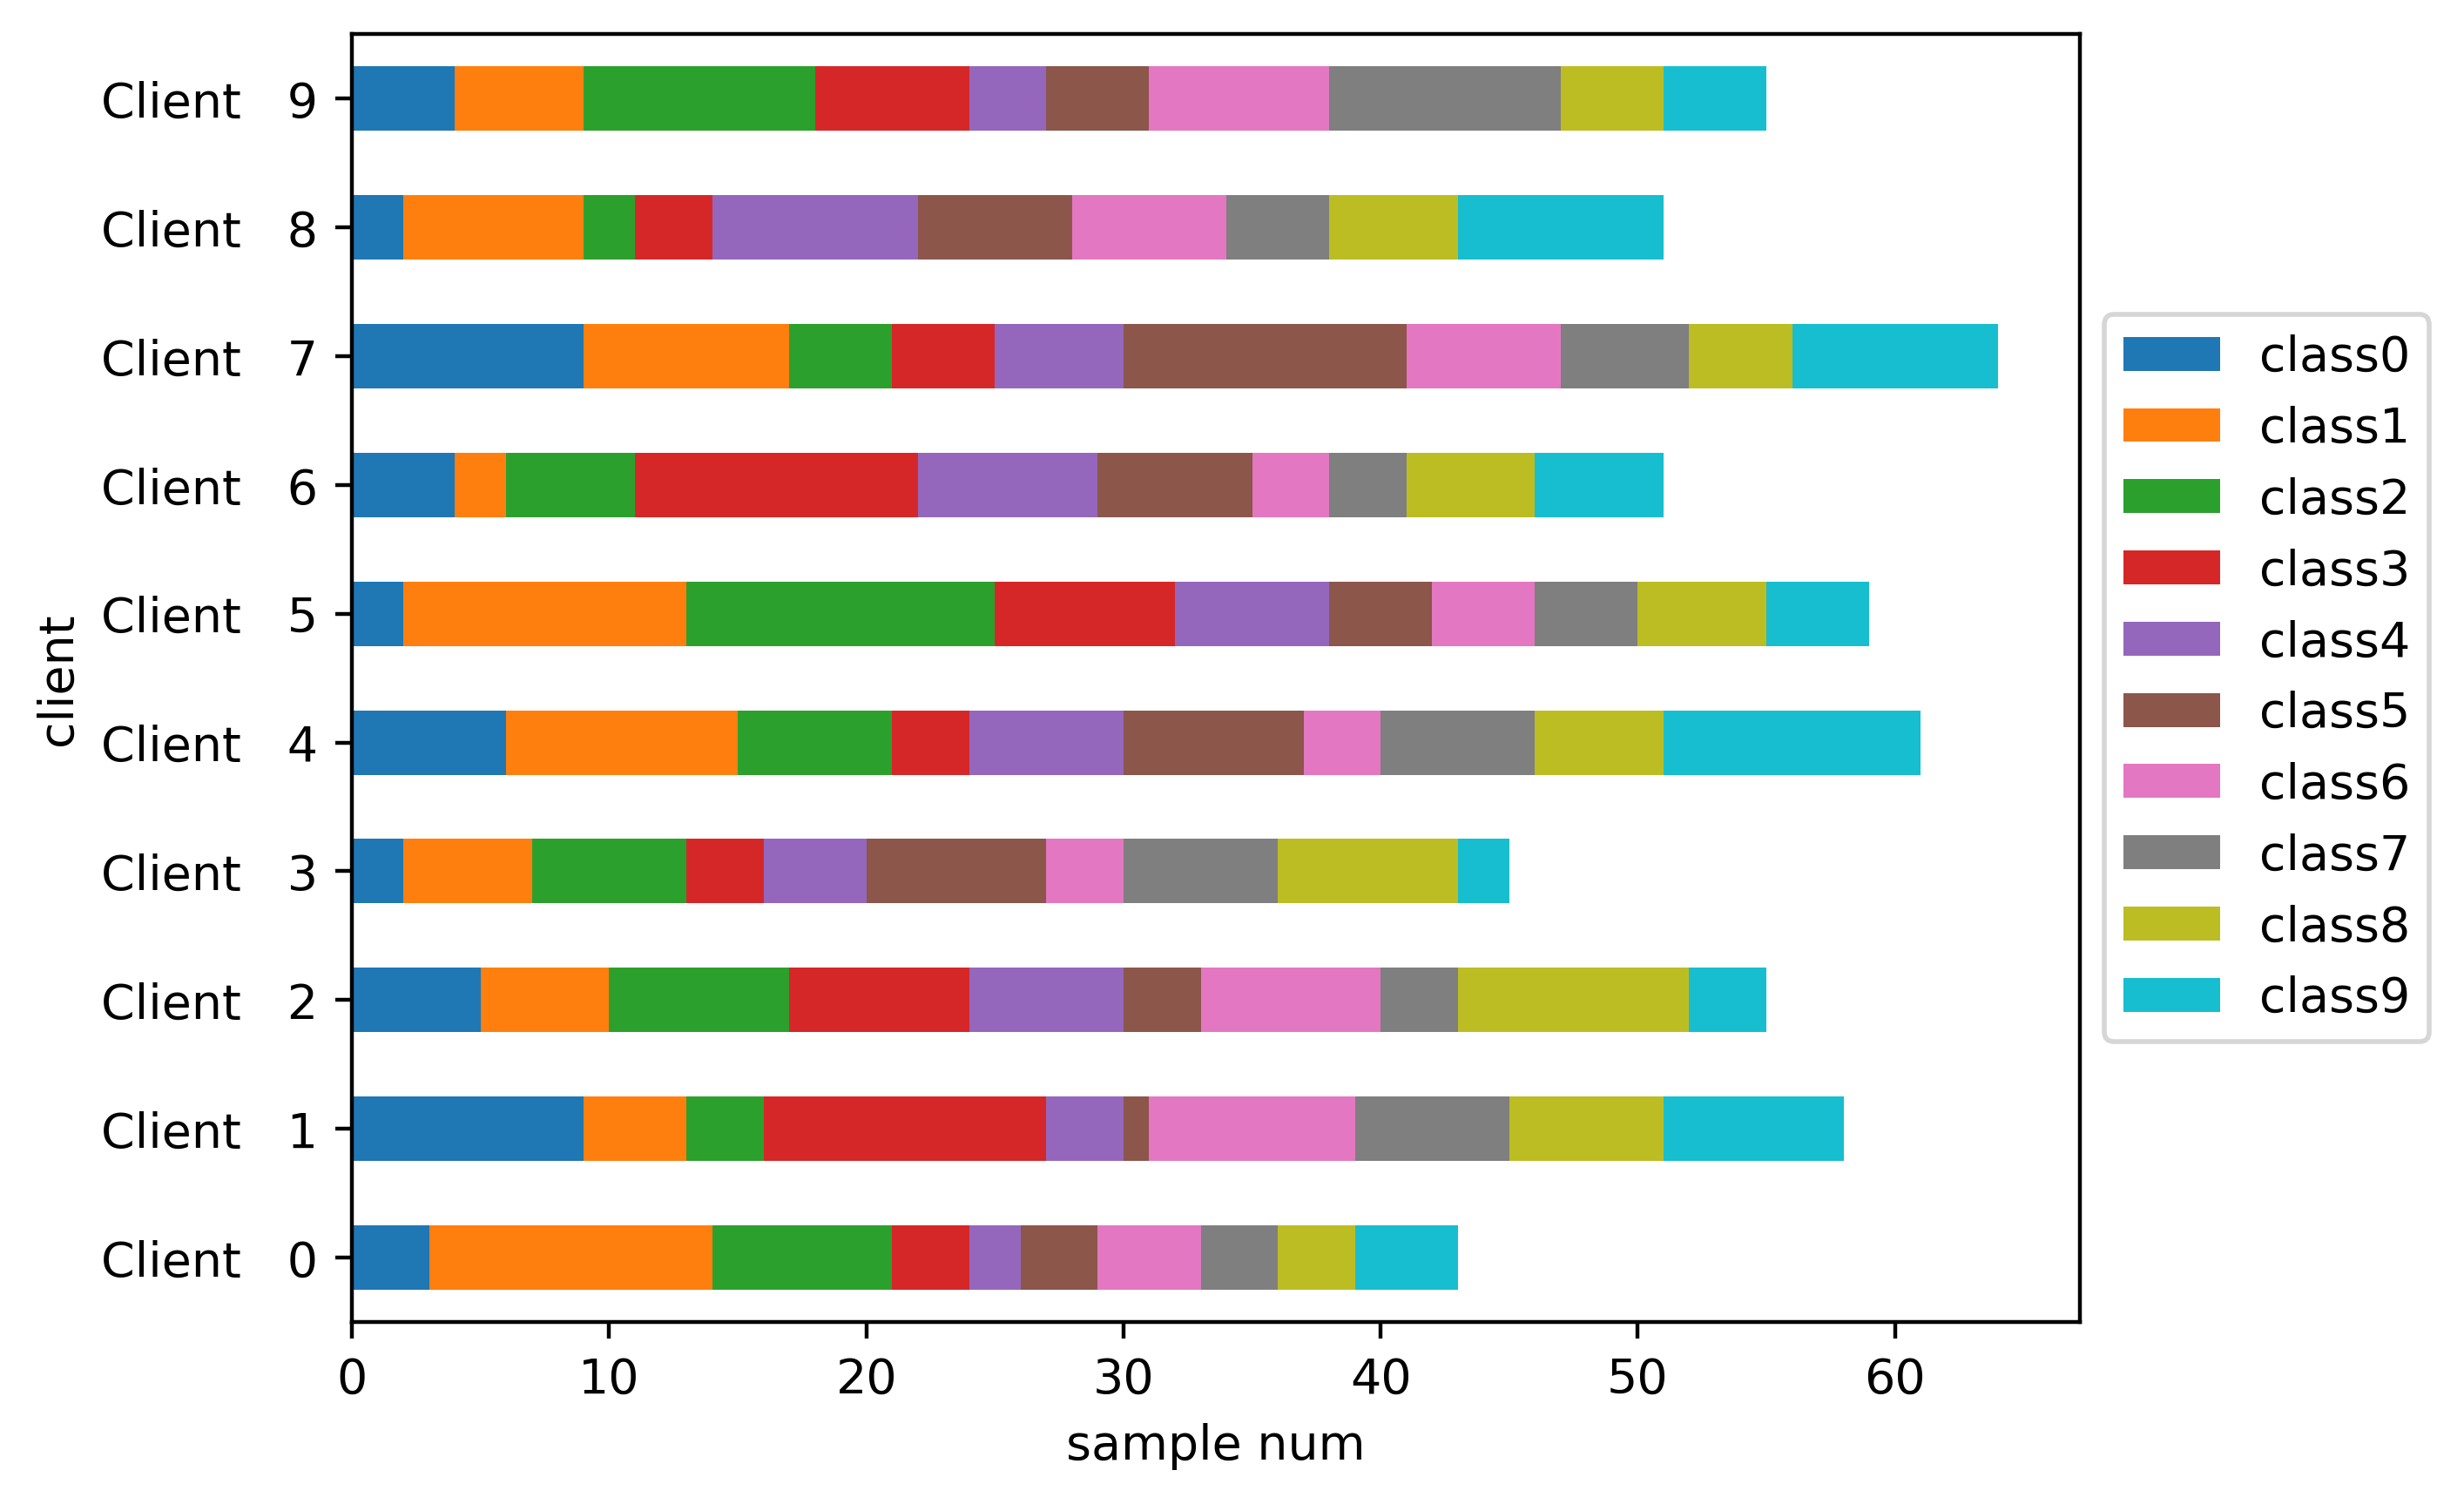 Client 9
Client 8
Client 7
Client 6
Client 5
Client 4
Client 3
Client 2
Client 1
Client 0
client
0 10 20 30 40 50 60
sample num
class0
class1
class2
class3
class4
class5
class6
class7
class8
class9